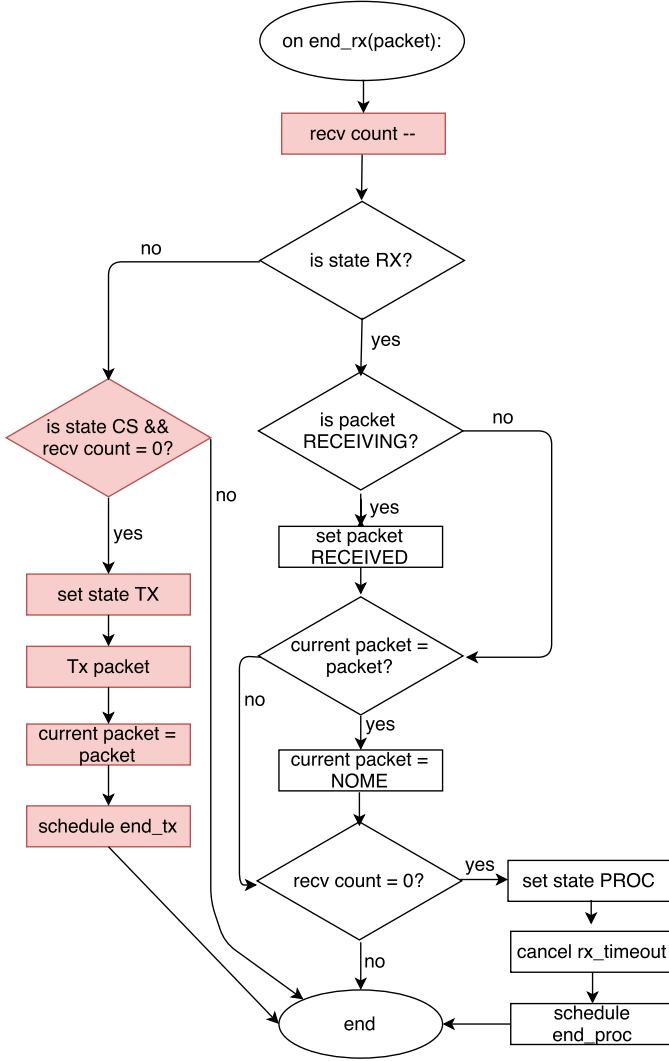 on end_rx(packet):
recv count --
is state RX?
no
yes
is state CS &&
recv count = 0?
no
yes
is packet
RECEIVING?
no
yes
set packet
RECEIVED
set state TX
Tx packet
current packet =
packet
schedule end_tx
current packet =
packet?
no
yes
current packet =
NOME
recv count = 0?
yes
no
set state PROC
cancel rx_timeout
schedule
end_proc
end